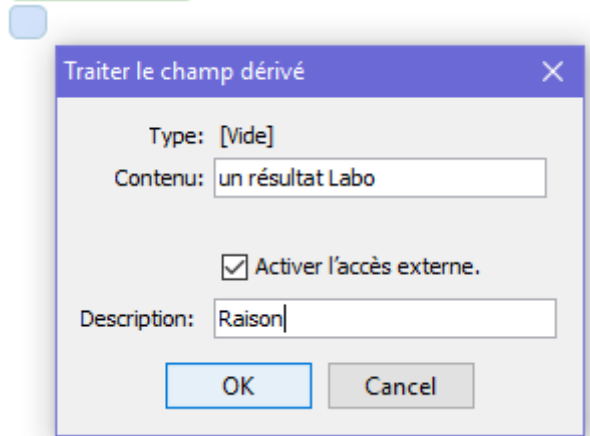 Traiter le champ dérivé
Type: [Vide]
Contenu: un résultat Labo
Activer l’accès externe.
Description: Raison
OK Cancel